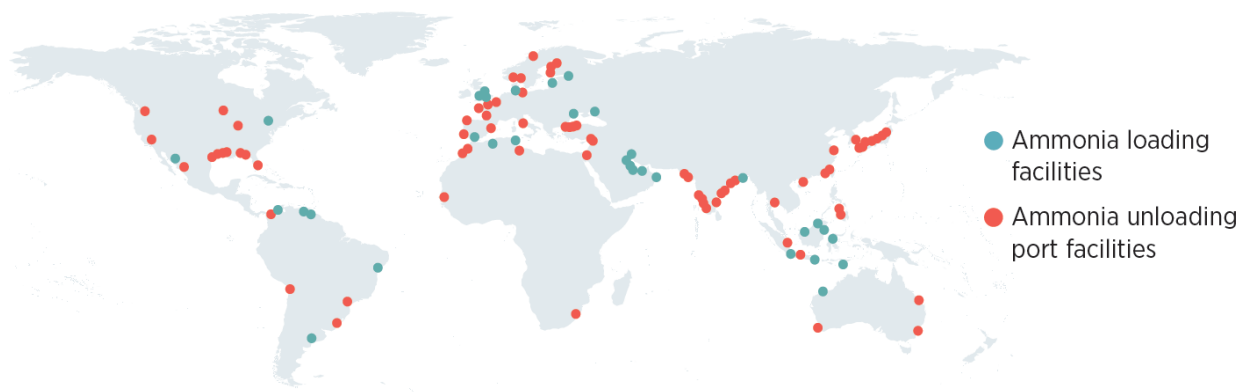 Ammonia loading
facilities
Ammonia unloading
port facilities